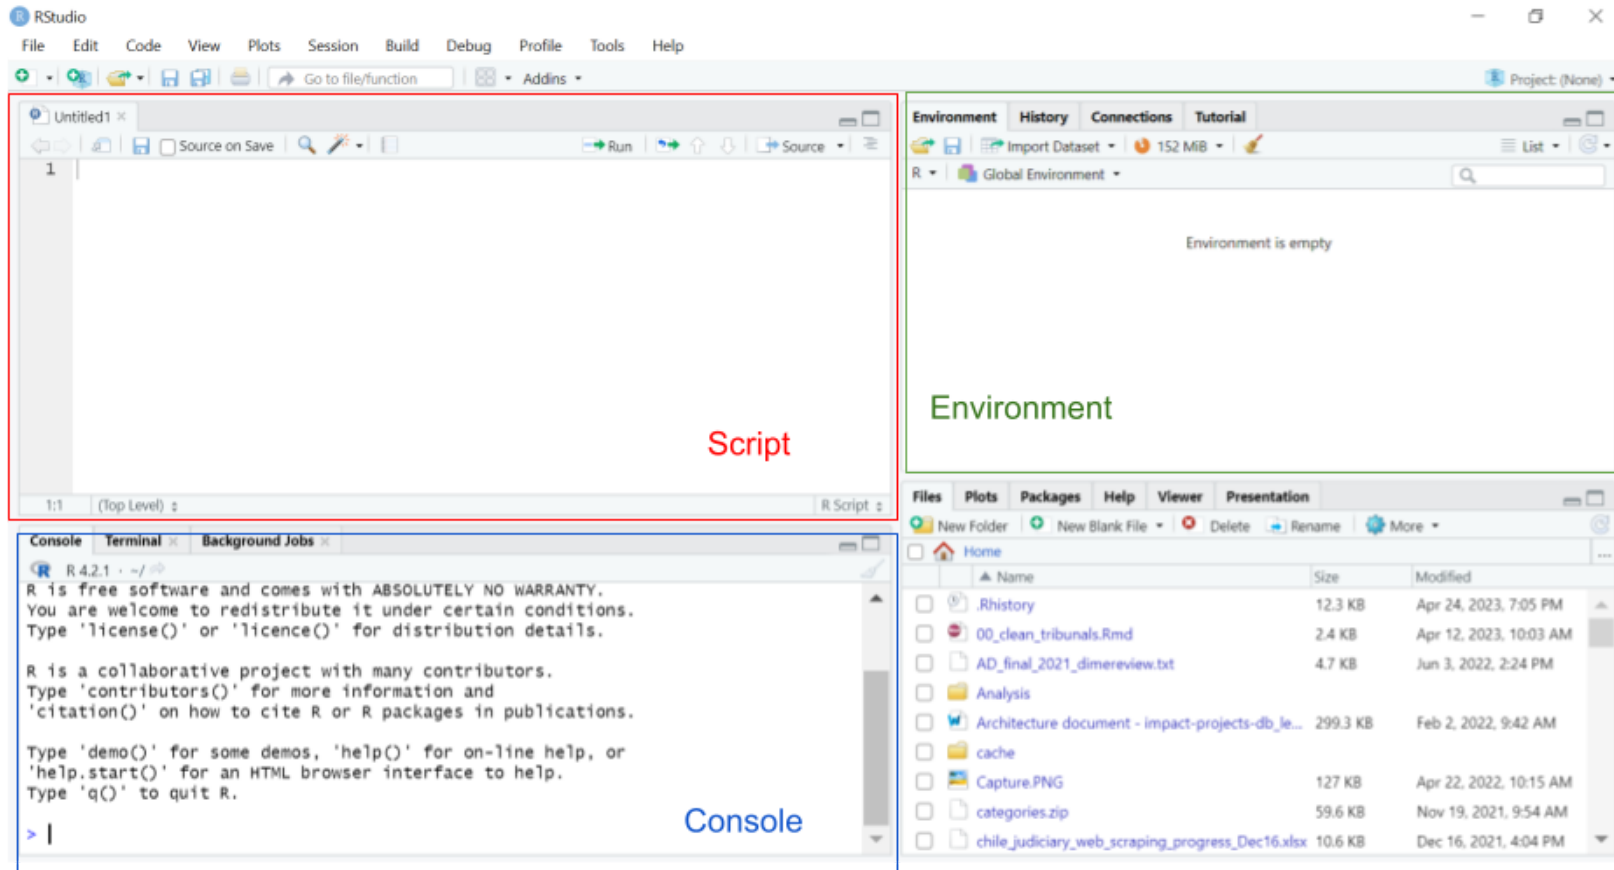 RStudio
File Edit Code View Plots Session Build Debug Profile Tools Help
Go to file/function Addins Project: (None)
Untitled1
Source on Save Run Source
1
Script
1:1 (Top Level) R Script
Environment History Connections Tutorial
Import Dataset 152 MiB List
R Global Environment
Environment is empty
Environment
Console Terminal Background Jobs
R 4.2.1 · ~/
R is free software and comes with ABSOLUTELY NO WARRANTY.
You are welcome to redistribute it under certain conditions.
Type 'license()' or 'licence()' for distribution details.
R is a collaborative project with many contributors.
Type 'contributors()' for more information and
'citation()' on how to cite R or R packages in publications.
Type 'demo()' for some demos, 'help()' for on-line help, or
'help.start()' for an HTML browser interface to help.
Type 'q()' to quit R.
>
Console
Files Plots Packages Help Viewer Presentation
New Folder New Blank File Delete Rename More
Home ...
Name Size Modified
.Rhistory 12.3 KB Apr 24, 2023, 7:05 PM
00_clean_tribunals.Rmd 2.4 KB Apr 12, 2023, 10:03 AM
AD_final_2021_dimereview.txt 4.7 KB Jun 3, 2022, 2:24 PM
Analysis
Architecture document - impact-projects-db_le... 299.3 KB Feb 2, 2022, 9:42 AM
cache
Capture.PNG 127 KB Apr 22, 2022, 10:15 AM
categories.zip 59.6 KB Nov 19, 2021, 9:54 AM
chile_judiciary_web_scraping_progress_Dec16.xlsx 10.6 KB Dec 16, 2021, 4:04 PM